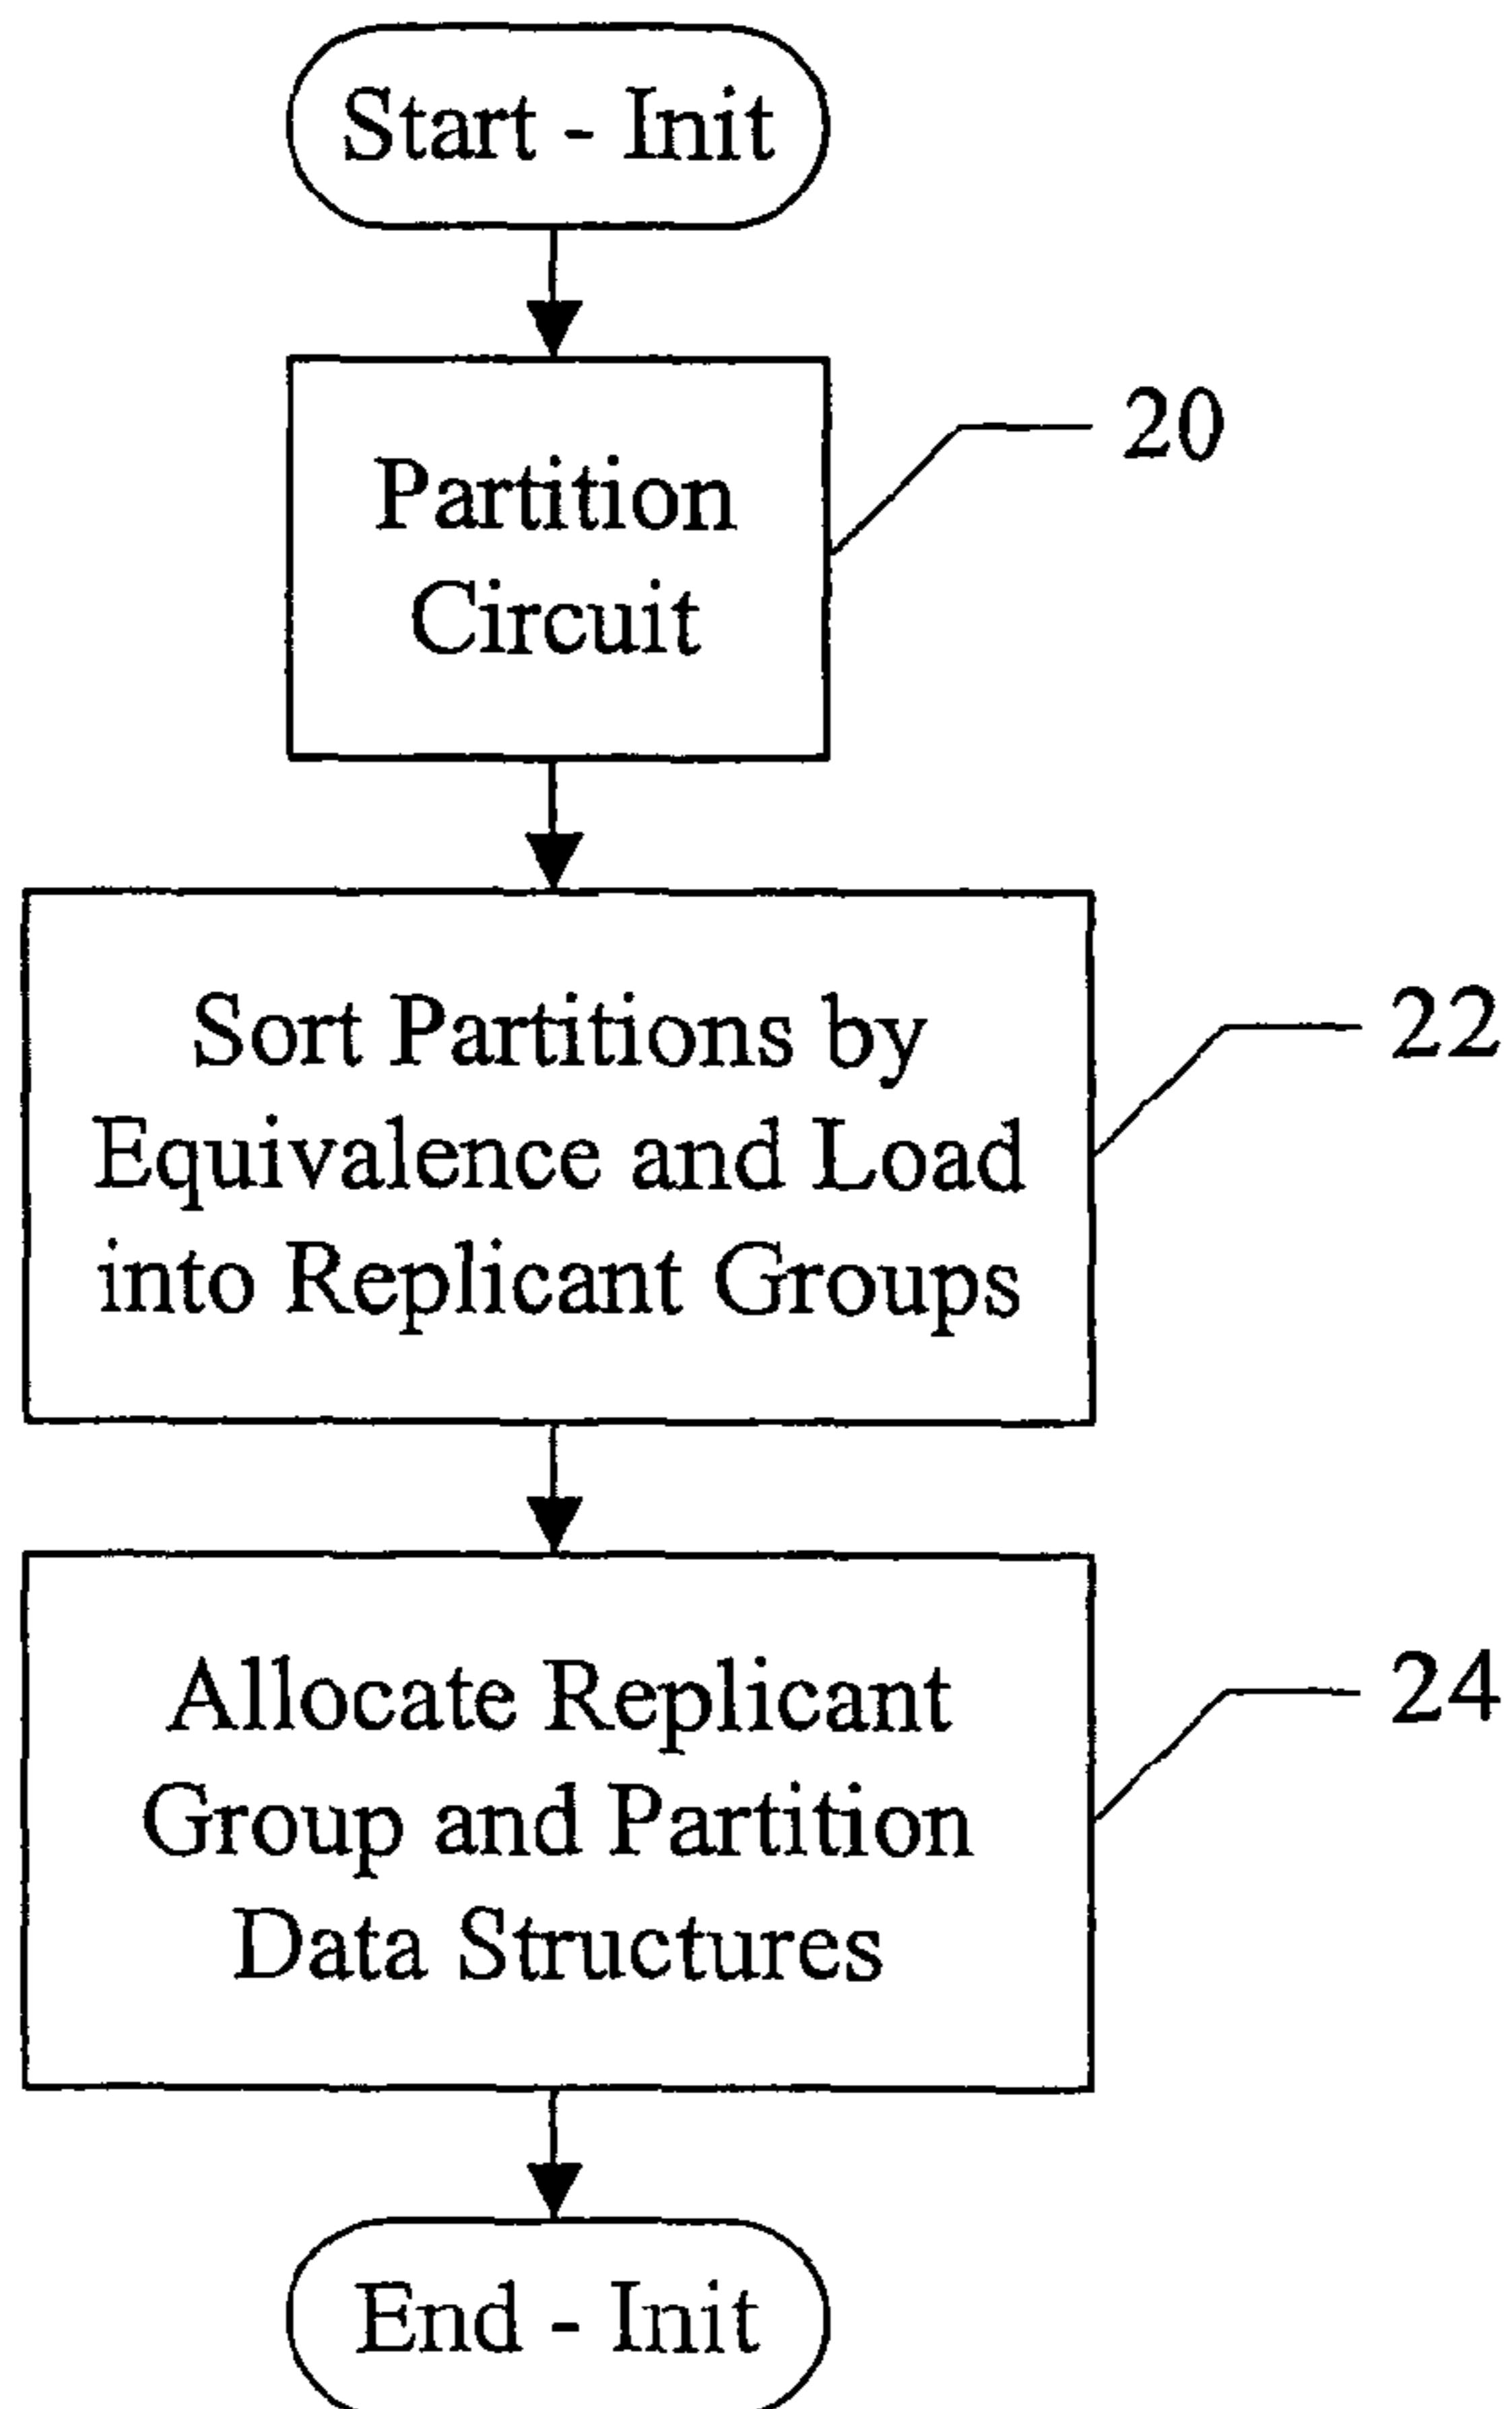 Start - Init
Partition
Circuit
20
Sort Partitions by
Equivalence and Load
into Replicant Groups
22
Allocate Replicant
Group and Partition
Data Structures
24
End - Init